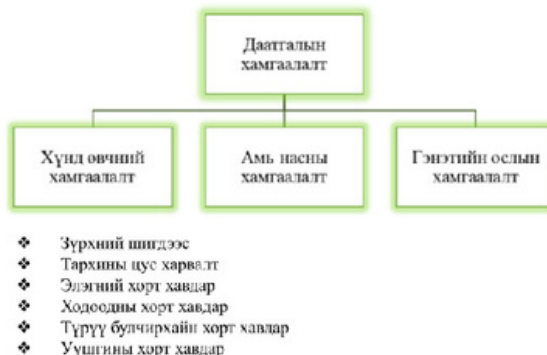 Даатгалын
хамгаалалт
Хүнд өвчний
хамгаалалт
Амь насны
хамгаалалт
Гэнэтийн ослын
хамгаалалт
❖ Зүрхний шигдээс
❖ Тархины цус харвалт
❖ Элэгний хорт хавдар
❖ Ходоодны хорт хавдар
❖ Түрүү булчирхайн хорт хавдар
❖ Уушгины хорт хавдар